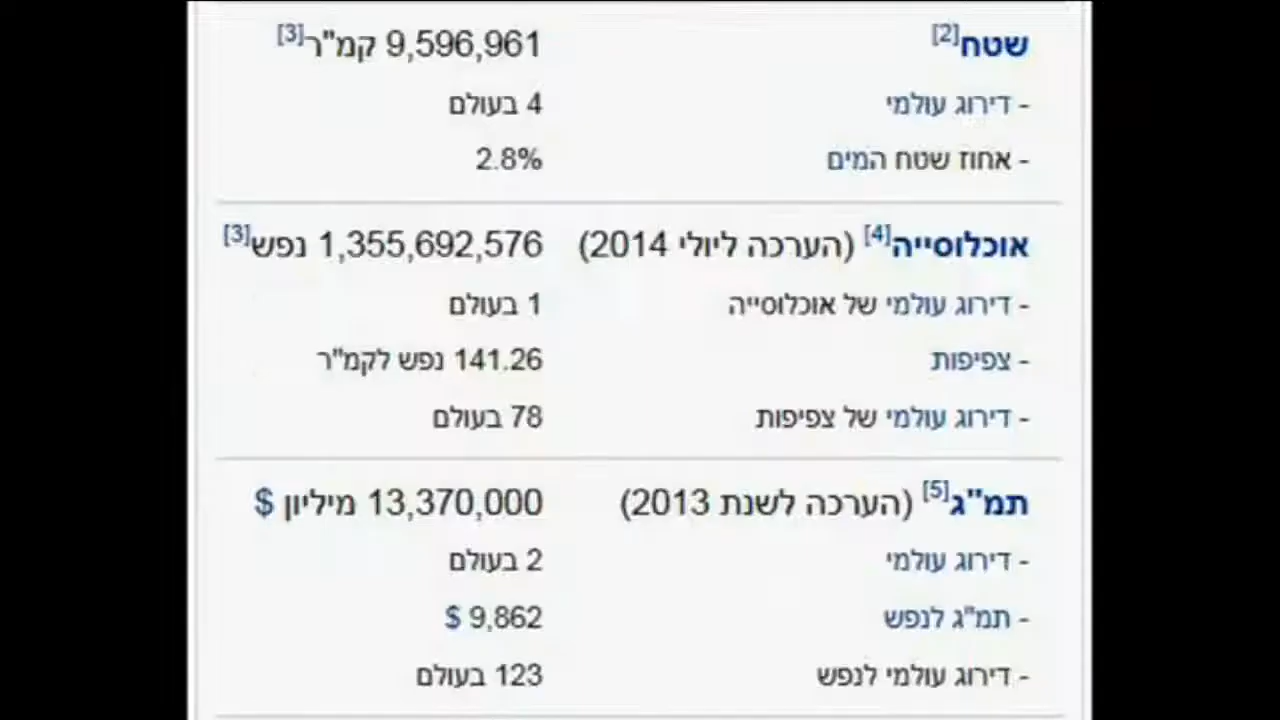 שטח[2] 9,596,961 קמ"ר[3]
- דירוג עולמי 4 בעולם
- אחוז שטח המים 2.8%
אוכלוסייה[4] (הערכה ליולי 2014) 1,355,692,576 נפש[3]
- דירוג עולמי של אוכלוסייה 1 בעולם
- צפיפות 141.26 נפש לקמ"ר
- דירוג עולמי של צפיפות 78 בעולם
תמ"ג[5] (הערכה לשנת 2013) 13,370,000 מיליון $
- דירוג עולמי 2 בעולם
- תמ"ג לנפש 9,862 $
- דירוג עולמי לנפש 123 בעולם